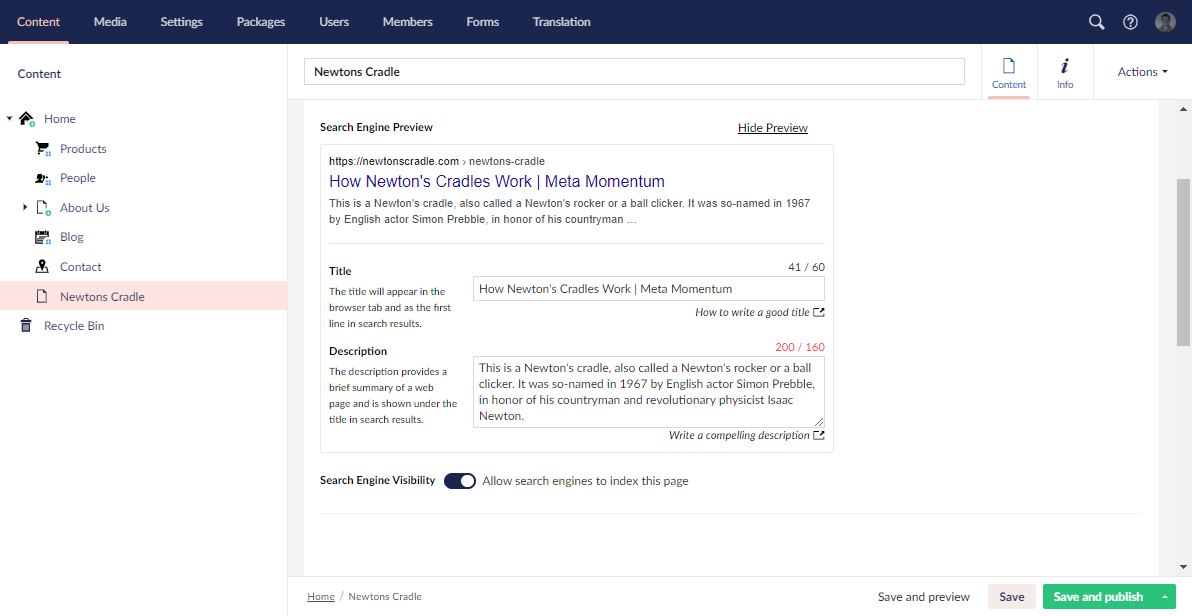 Content Media Settings Packages Users Members Forms Translation
Content
Home
Products
People
About Us
Blog
Contact
Newtons Cradle
Recycle Bin
Newtons Cradle
Content
Info
Actions
Search Engine Preview
Hide Preview
https://newtonscradle.com › newtons-cradle
How Newton's Cradles Work | Meta Momentum
This is a Newton's cradle, also called a Newton's rocker or a ball clicker. It was so-named in 1967
by English actor Simon Prebble, in honor of his countryman ...
Title
The title will appear in the
browser tab and as the first
line in search results.
41 / 60
How Newton's Cradles Work | Meta Momentum
How to write a good title
Description
The description provides a
brief summary of a web
page and is shown under the
title in search results.
200 / 160
This is a Newton's cradle, also called a Newton's rocker or a ball
clicker. It was so-named in 1967 by English actor Simon Prebble,
in honor of his countryman and revolutionary physicist Isaac
Newton.
Write a compelling description
Search Engine Visibility
Allow search engines to index this page
Home / Newtons Cradle
Save and preview
Save
Save and publish